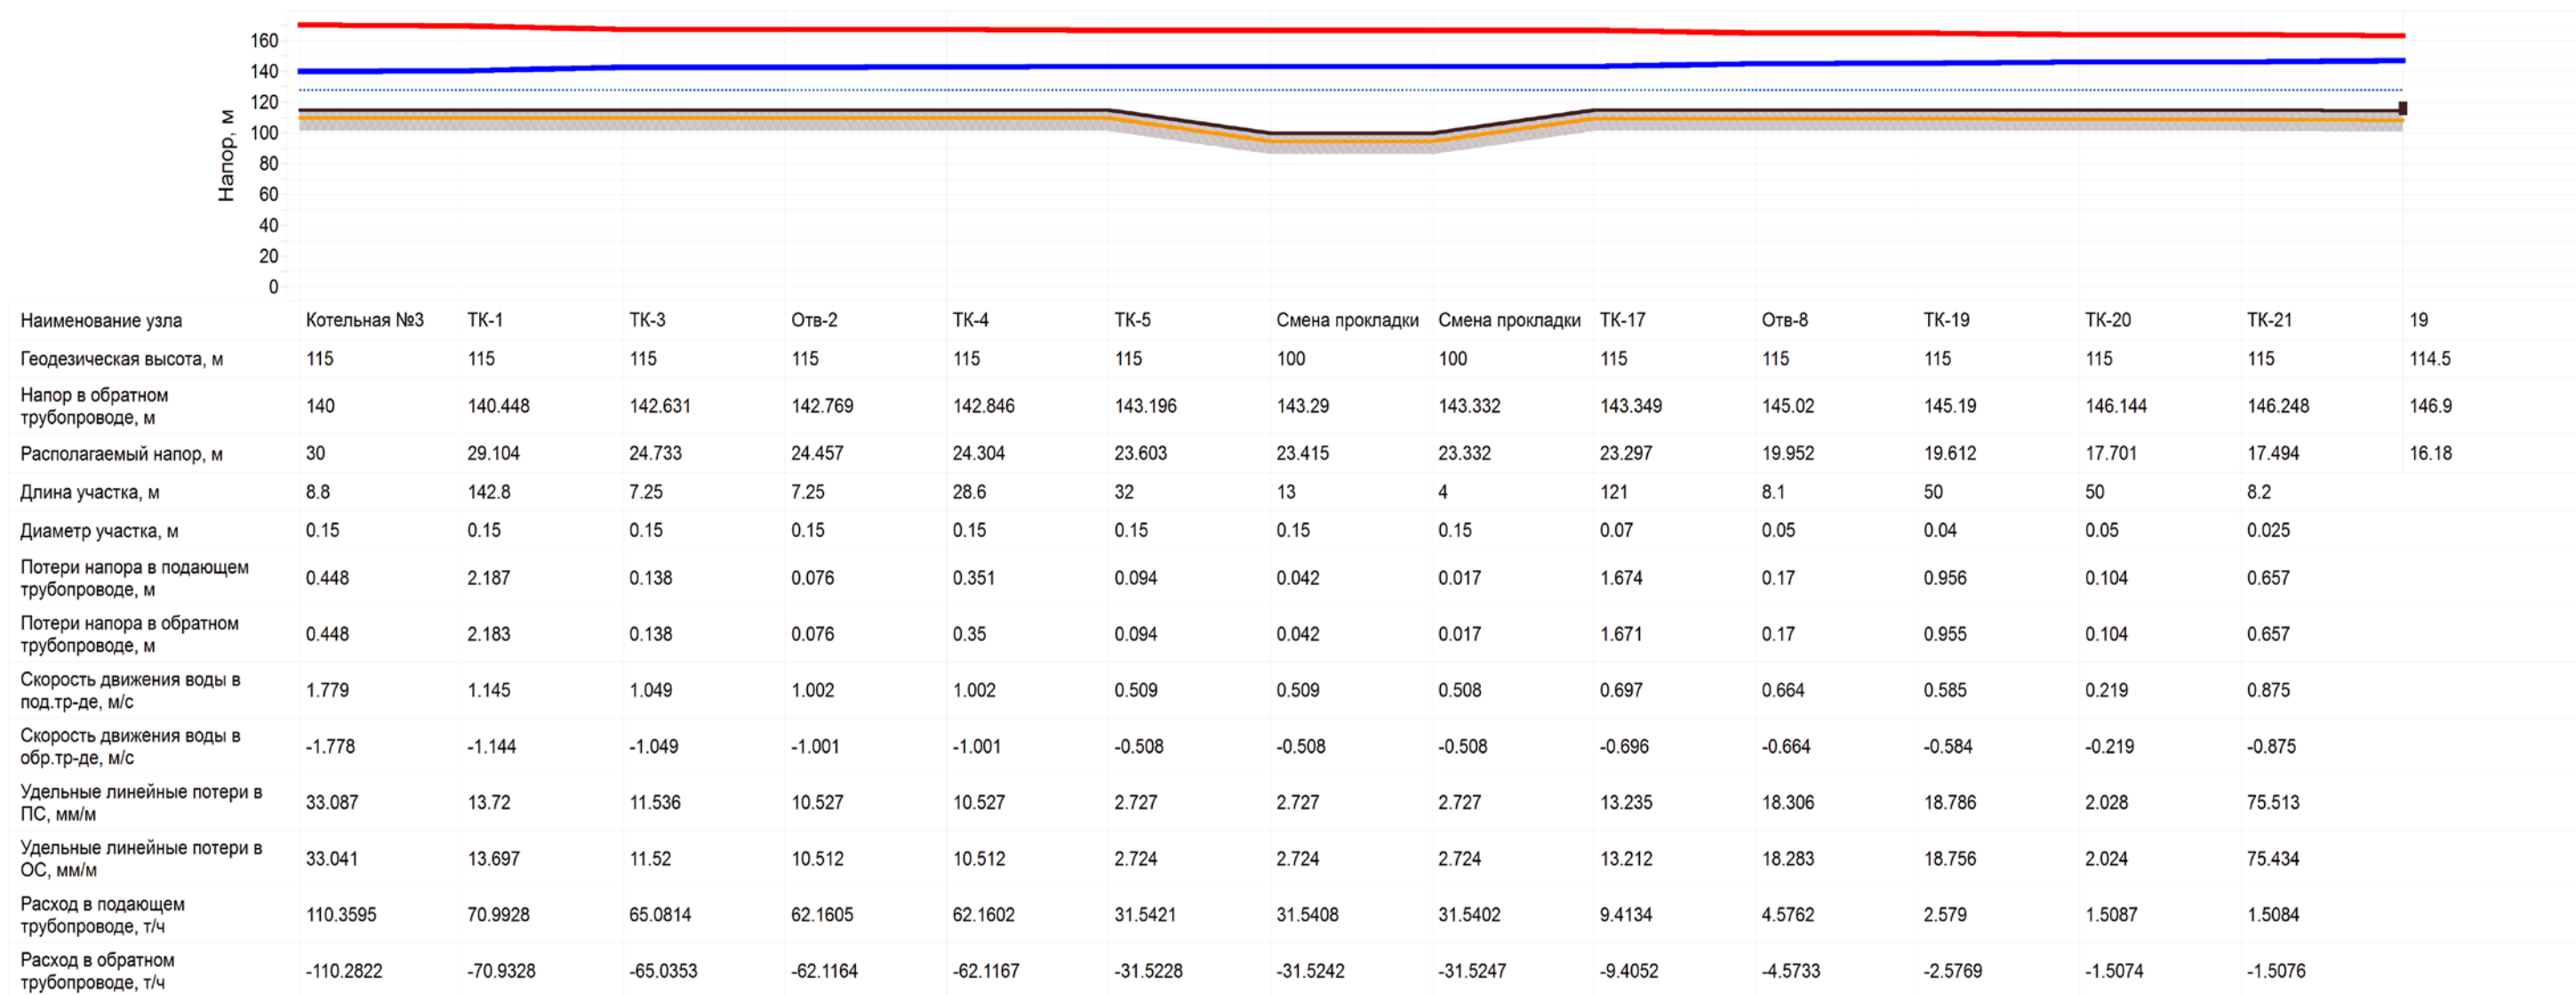 160
140
120
100
80
60
40
20
0
Напор, м
Наименование узла Котельная №3 ТК-1 ТК-3 Отв-2 ТК-4 ТК-5 Смена прокладки Смена прокладки ТК-17 Отв-8 ТК-19 ТК-20 ТК-21 19
Геодезическая высота, м 115 115 115 115 115 115 100 100 115 115 115 115 115 114.5
Напор в обратном
трубопроводе, м 140 140.448 142.631 142.769 142.846 143.196 143.29 143.332 143.349 145.02 145.19 146.144 146.248 146.9
Располагаемый напор, м 30 29.104 24.733 24.457 24.304 23.603 23.415 23.332 23.297 19.952 19.612 17.701 17.494 16.18
Длина участка, м 8.8 142.8 7.25 7.25 28.6 32 13 4 121 8.1 50 50 8.2
Диаметр участка, м 0.15 0.15 0.15 0.15 0.15 0.15 0.15 0.15 0.07 0.05 0.04 0.05 0.025
Потери напора в подающем
трубопроводе, м 0.448 2.187 0.138 0.076 0.351 0.094 0.042 0.017 1.674 0.17 0.956 0.104 0.657
Потери напора в обратном
трубопроводе, м 0.448 2.183 0.138 0.076 0.35 0.094 0.042 0.017 1.671 0.17 0.955 0.104 0.657
Скорость движения воды в
под.тр-де, м/с 1.779 1.145 1.049 1.002 1.002 0.509 0.509 0.508 0.697 0.664 0.585 0.219 0.875
Скорость движения воды в
обр.тр-де, м/с -1.778 -1.144 -1.049 -1.001 -1.001 -0.508 -0.508 -0.508 -0.696 -0.664 -0.584 -0.219 -0.875
Удельные линейные потери в
ПС, мм/м 33.087 13.72 11.536 10.527 10.527 2.727 2.727 2.727 13.235 18.306 18.786 2.028 75.513
Удельные линейные потери в
ОС, мм/м 33.041 13.697 11.52 10.512 10.512 2.724 2.724 2.724 13.212 18.283 18.756 2.024 75.434
Расход в подающем
трубопроводе, т/ч 110.3595 70.9928 65.0814 62.1605 62.1602 31.5421 31.5408 31.5402 9.4134 4.5762 2.579 1.5087 1.5084
Расход в обратном
трубопроводе, т/ч -110.2822 -70.9328 -65.0353 -62.1164 -62.1167 -31.5228 -31.5242 -31.5247 -9.4052 -4.5733 -2.5769 -1.5074 -1.5076